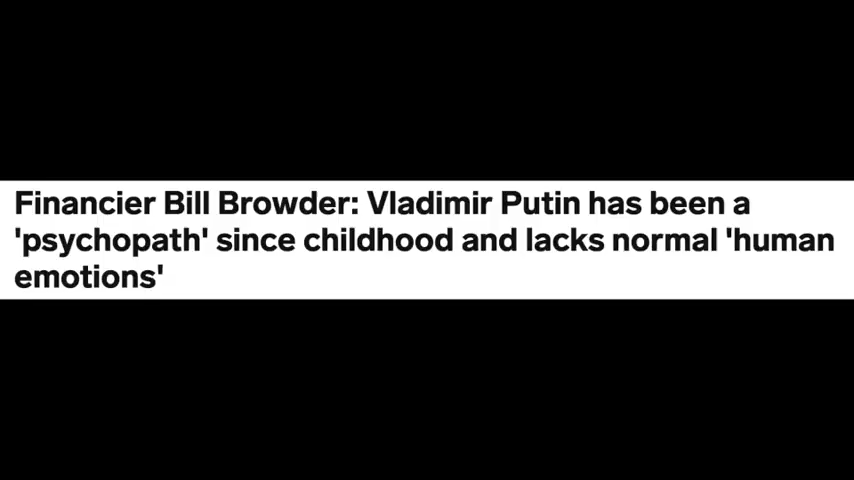 Financier Bill Browder: Vladimir Putin has been a
'psychopath' since childhood and lacks normal 'human
emotions'